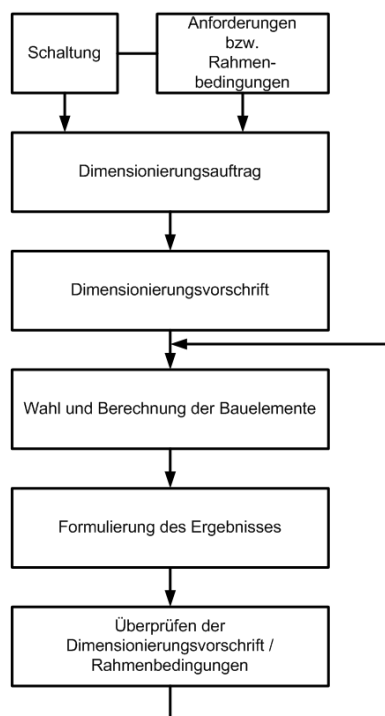 Schaltung
Anforderungen
bzw.
Rahmen-
bedingungen
Dimensionierungsauftrag
Dimensionierungsvorschrift
Wahl und Berechnung der Bauelemente
Formulierung des Ergebnisses
Überprüfen der
Dimensionierungsvorschrift /
Rahmenbedingungen